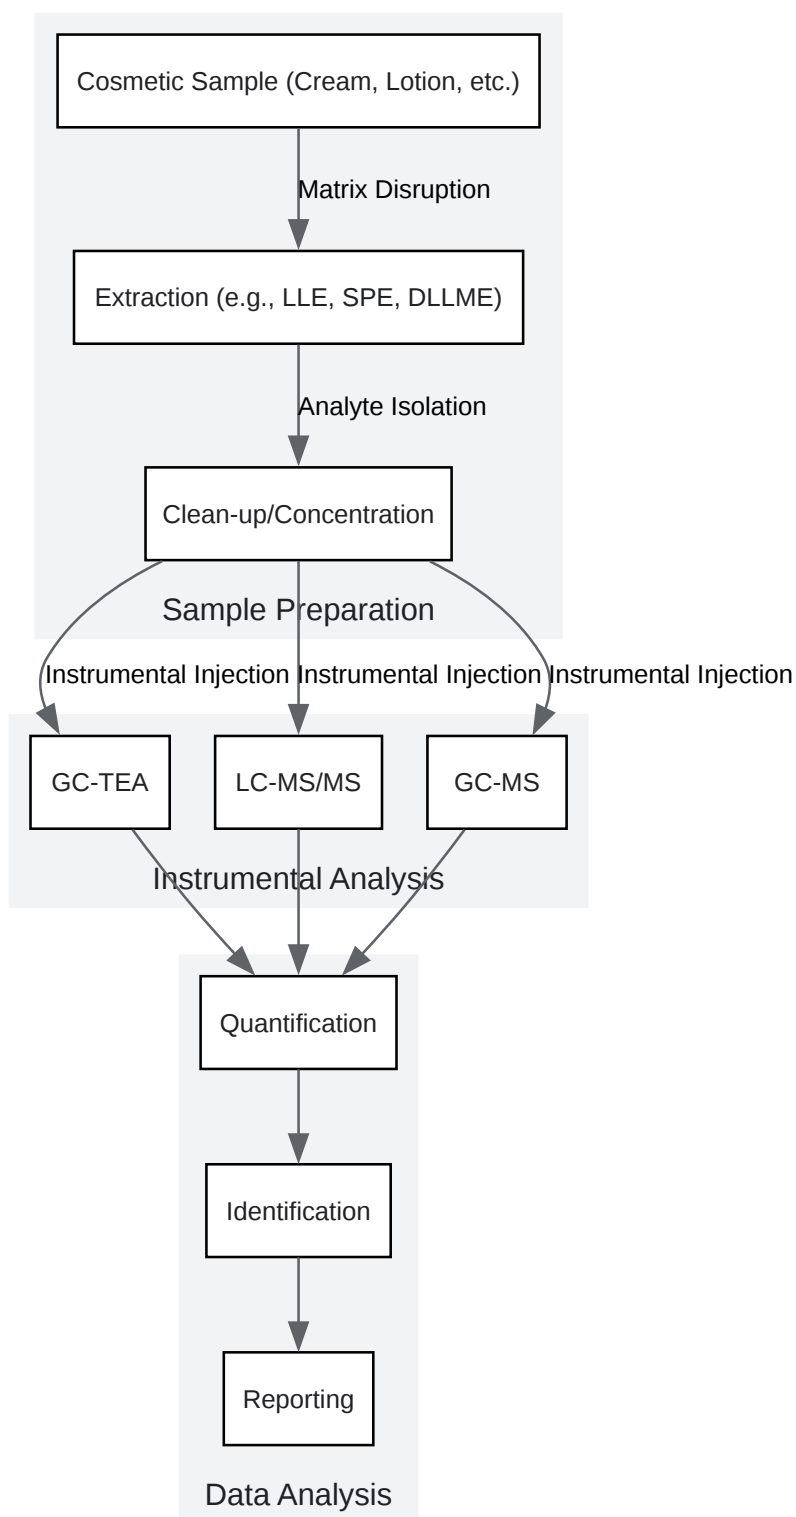 Cosmetic Sample (Cream, Lotion, etc.)
Matrix Disruption
Extraction (e.g., LLE, SPE, DLLME)
Analyte Isolation
Clean-up/Concentration
Sample Preparation
Instrumental Injection
Instrumental Injection
Instrumental Injection
GC-TEA
LC-MS/MS
GC-MS
Instrumental Analysis
Quantification
Identification
Reporting
Data Analysis